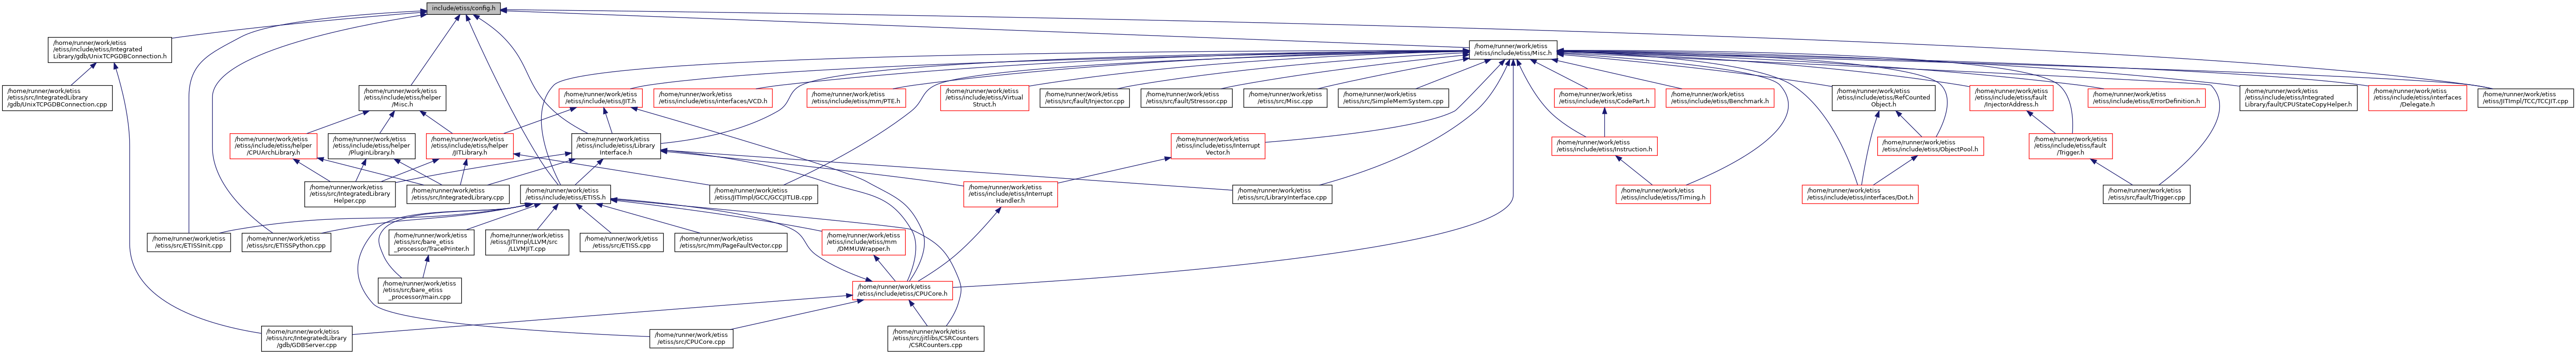 include/etiss/config.h
/home/runner/work/etiss
/etiss/include/etiss/Integrated
Library/gdb/UnixTCPGDBConnection.h
/home/runner/work/etiss
/etiss/include/etiss/Misc.h
/home/runner/work/etiss
/etiss/src/IntegratedLibrary
/gdb/UnixTCPGDBConnection.cpp
/home/runner/work/etiss
/etiss/include/etiss/helper
/Misc.h
/home/runner/work/etiss
/etiss/include/etiss/JIT.h
/home/runner/work/etiss
/etiss/include/etiss/interfaces/VCD.h
/home/runner/work/etiss
/etiss/include/etiss/mm/PTE.h
/home/runner/work/etiss
/etiss/include/etiss/Virtual
Struct.h
/home/runner/work/etiss
/etiss/src/fault/Injector.cpp
/home/runner/work/etiss
/etiss/src/fault/Stressor.cpp
/home/runner/work/etiss
/etiss/src/Misc.cpp
/home/runner/work/etiss
/etiss/src/SimpleMemSystem.cpp
/home/runner/work/etiss
/etiss/include/etiss/CodePart.h
/home/runner/work/etiss
/etiss/include/etiss/Benchmark.h
/home/runner/work/etiss
/etiss/include/etiss/RefCounted
Object.h
/home/runner/work/etiss
/etiss/include/etiss/fault
/InjectorAddress.h
/home/runner/work/etiss
/etiss/include/etiss/ErrorDefinition.h
/home/runner/work/etiss
/etiss/include/etiss/Integrated
Library/fault/CPUStateCopyHelper.h
/home/runner/work/etiss
/etiss/include/etiss/interfaces
/Delegate.h
/home/runner/work/etiss
/etiss/JITImpl/TCC/TCCJIT.cpp
/home/runner/work/etiss
/etiss/include/etiss/helper
/CPUArchLibrary.h
/home/runner/work/etiss
/etiss/include/etiss/helper
/PluginLibrary.h
/home/runner/work/etiss
/etiss/include/etiss/helper
/JITLibrary.h
/home/runner/work/etiss
/etiss/include/etiss/Library
Interface.h
/home/runner/work/etiss
/etiss/include/etiss/Interrupt
Vector.h
/home/runner/work/etiss
/etiss/include/etiss/Instruction.h
/home/runner/work/etiss
/etiss/include/etiss/ObjectPool.h
/home/runner/work/etiss
/etiss/include/etiss/fault
/Trigger.h
/home/runner/work/etiss
/etiss/src/IntegratedLibrary
Helper.cpp
/home/runner/work/etiss
/etiss/src/IntegratedLibrary.cpp
/home/runner/work/etiss
/etiss/include/etiss/ETISS.h
/home/runner/work/etiss
/etiss/JITImpl/GCC/GCCJITLIB.cpp
/home/runner/work/etiss
/etiss/include/etiss/Interrupt
Handler.h
/home/runner/work/etiss
/etiss/src/LibraryInterface.cpp
/home/runner/work/etiss
/etiss/include/etiss/Timing.h
/home/runner/work/etiss
/etiss/include/etiss/interfaces/Dot.h
/home/runner/work/etiss
/etiss/src/fault/Trigger.cpp
/home/runner/work/etiss
/etiss/src/ETISSInit.cpp
/home/runner/work/etiss
/etiss/src/ETISSPython.cpp
/home/runner/work/etiss
/etiss/src/bare_etiss
_processor/TracePrinter.h
/home/runner/work/etiss
/etiss/JITImpl/LLVM/src
/LLVMJIT.cpp
/home/runner/work/etiss
/etiss/src/ETISS.cpp
/home/runner/work/etiss
/etiss/src/mm/PageFaultVector.cpp
/home/runner/work/etiss
/etiss/include/etiss/mm
/DMMUWrapper.h
/home/runner/work/etiss
/etiss/src/bare_etiss
_processor/main.cpp
/home/runner/work/etiss
/etiss/include/etiss/CPUCore.h
/home/runner/work/etiss
/etiss/src/IntegratedLibrary
/gdb/GDBServer.cpp
/home/runner/work/etiss
/etiss/src/CPUCore.cpp
/home/runner/work/etiss
/etiss/src/jitlibs/CSRCounters
/CSRCounters.cpp